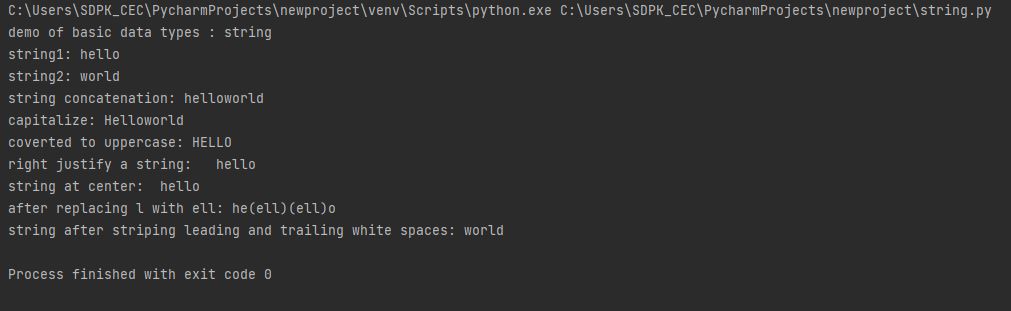 C:\Users\SDPK_CEC\PycharmProjects\newproject\venv\Scripts\python.exe C:\Users\SDPK_CEC\PycharmProjects\newproject\string.py
demo of basic data types : string
string1: hello
string2: world
string concatenation: helloworld
capitalize: Helloworld
coverted to uppercase: HELLO
right justify a string:   hello
string at center:  hello
after replacing l with ell: he(ell)(ell)o
string after striping leading and trailing white spaces: world
Process finished with exit code 0